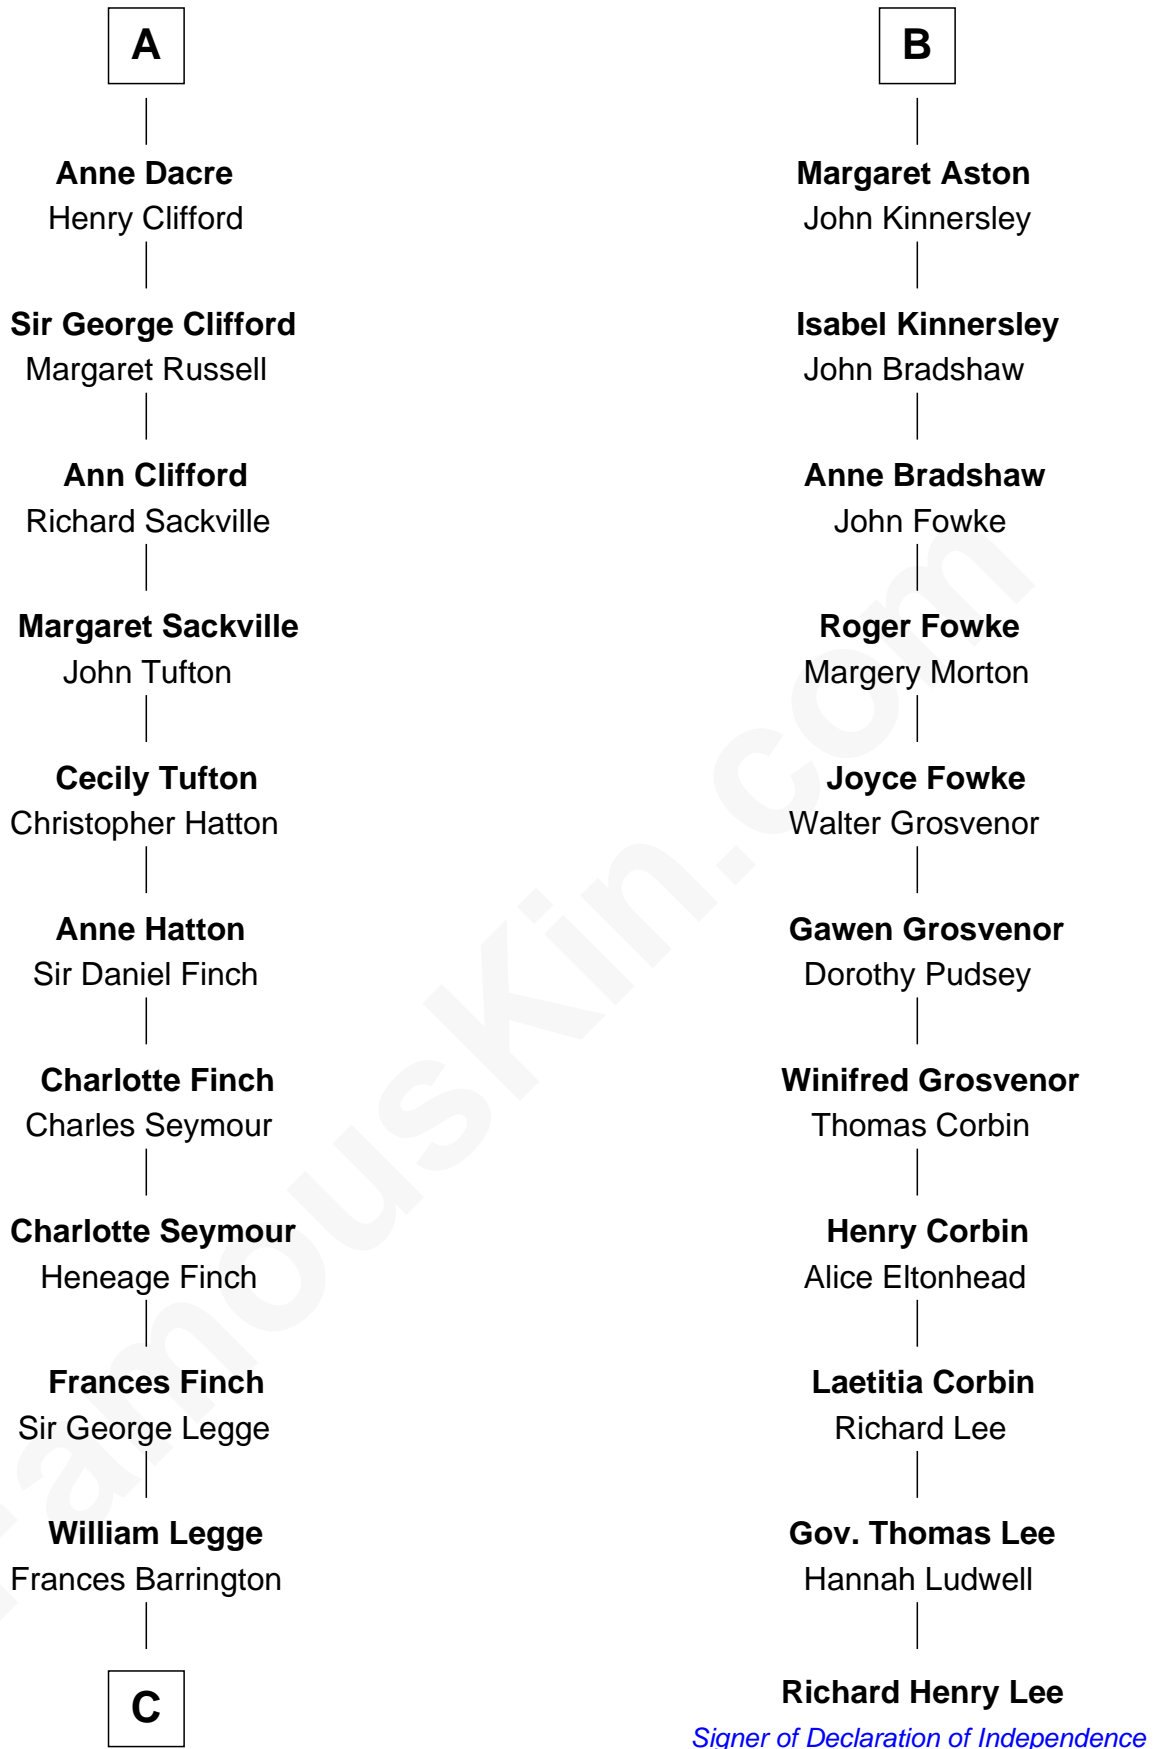 A
Anne Dacre
Henry Clifford
Sir George Clifford
Margaret Russell
Ann Clifford
Richard Sackville
Margaret Sackville
John Tufton
Cecily Tufton
Christopher Hatton
Anne Hatton
Sir Daniel Finch
Charlotte Finch
Charles Seymour
Charlotte Seymour
Heneage Finch
Frances Finch
Sir George Legge
William Legge
Frances Barrington
C
B
Margaret Aston
John Kinnersley
Isabel Kinnersley
John Bradshaw
Anne Bradshaw
John Fowke
Roger Fowke
Margery Morton
Joyce Fowke
Walter Grosvenor
Gawen Grosvenor
Dorothy Pudsey
Winifred Grosvenor
Thomas Corbin
Henry Corbin
Alice Eltonhead
Laetitia Corbin
Richard Lee
Gov. Thomas Lee
Hannah Ludwell
Richard Henry Lee
Signer of Declaration of Independence
FamousKin.com